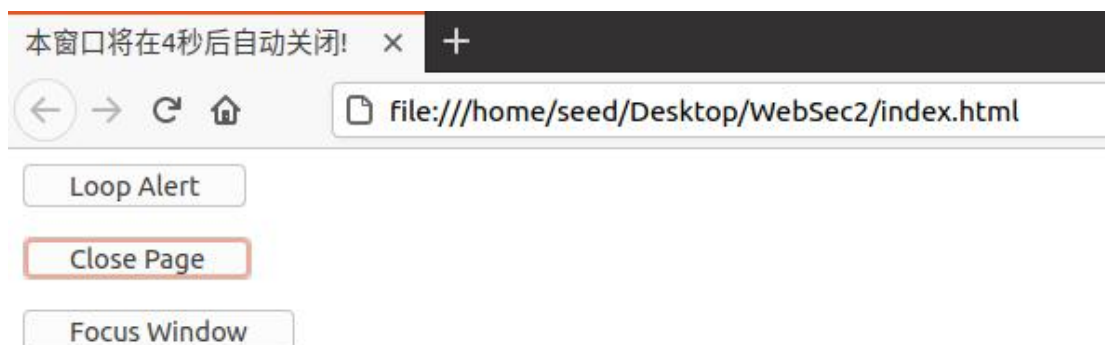 本窗口将在4秒后自动关闭!
file:///home/seed/Desktop/WebSec2/index.html
Loop Alert
Close Page
Focus Window